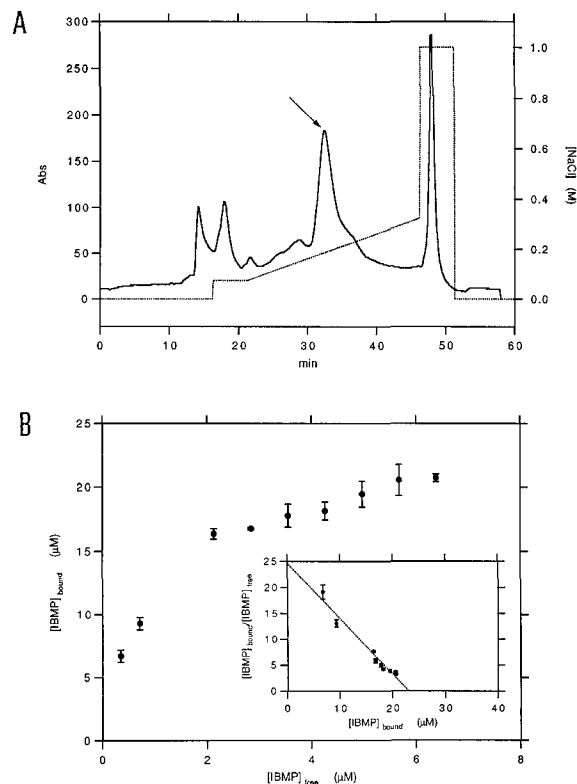 A
300
250
200
150
100
50
0
Abs
1.0
0.8
0.6
0.4
0.2
0.0
[NaCl] (M)
0 10 20 30 40 50 60
min
B
25
20
15
10
5
0
[IBMP]bound (µM)
0 2 4 6 8
[IBMP]free (µM)
25
20
15
10
5
0
[IBMP]bound/[IBMP]free
0 10 20 30 40
[IBMP]bound (µM)